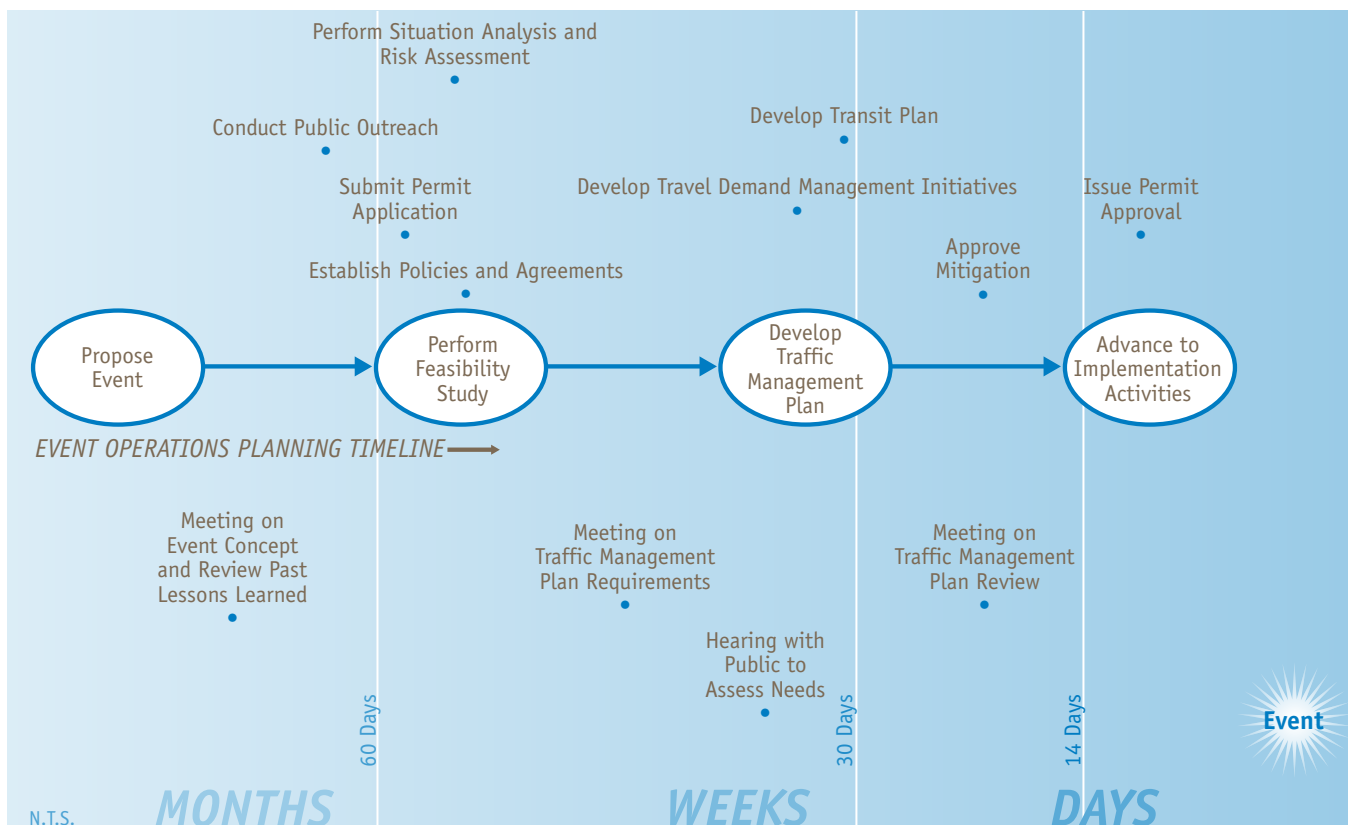 Perform Situation Analysis and
Risk Assessment
Conduct Public Outreach
Develop Transit Plan
Submit Permit
Application
Develop Travel Demand Management Initiatives
Issue Permit
Approval
Establish Policies and Agreements
Approve
Mitigation
Propose
Event
Perform
Feasibility
Study
Develop
Traffic
Management
Plan
Advance to
Implementation
Activities
EVENT OPERATIONS PLANNING TIMELINE
Meeting on
Event Concept
and Review Past
Lessons Learned
Meeting on
Traffic Management
Plan Requirements
Meeting on
Traffic Management
Plan Review
Hearing with
Public to
Assess Needs
60 Days
30 Days
14 Days
Event
N.T.S.
MONTHS
WEEKS
DAYS